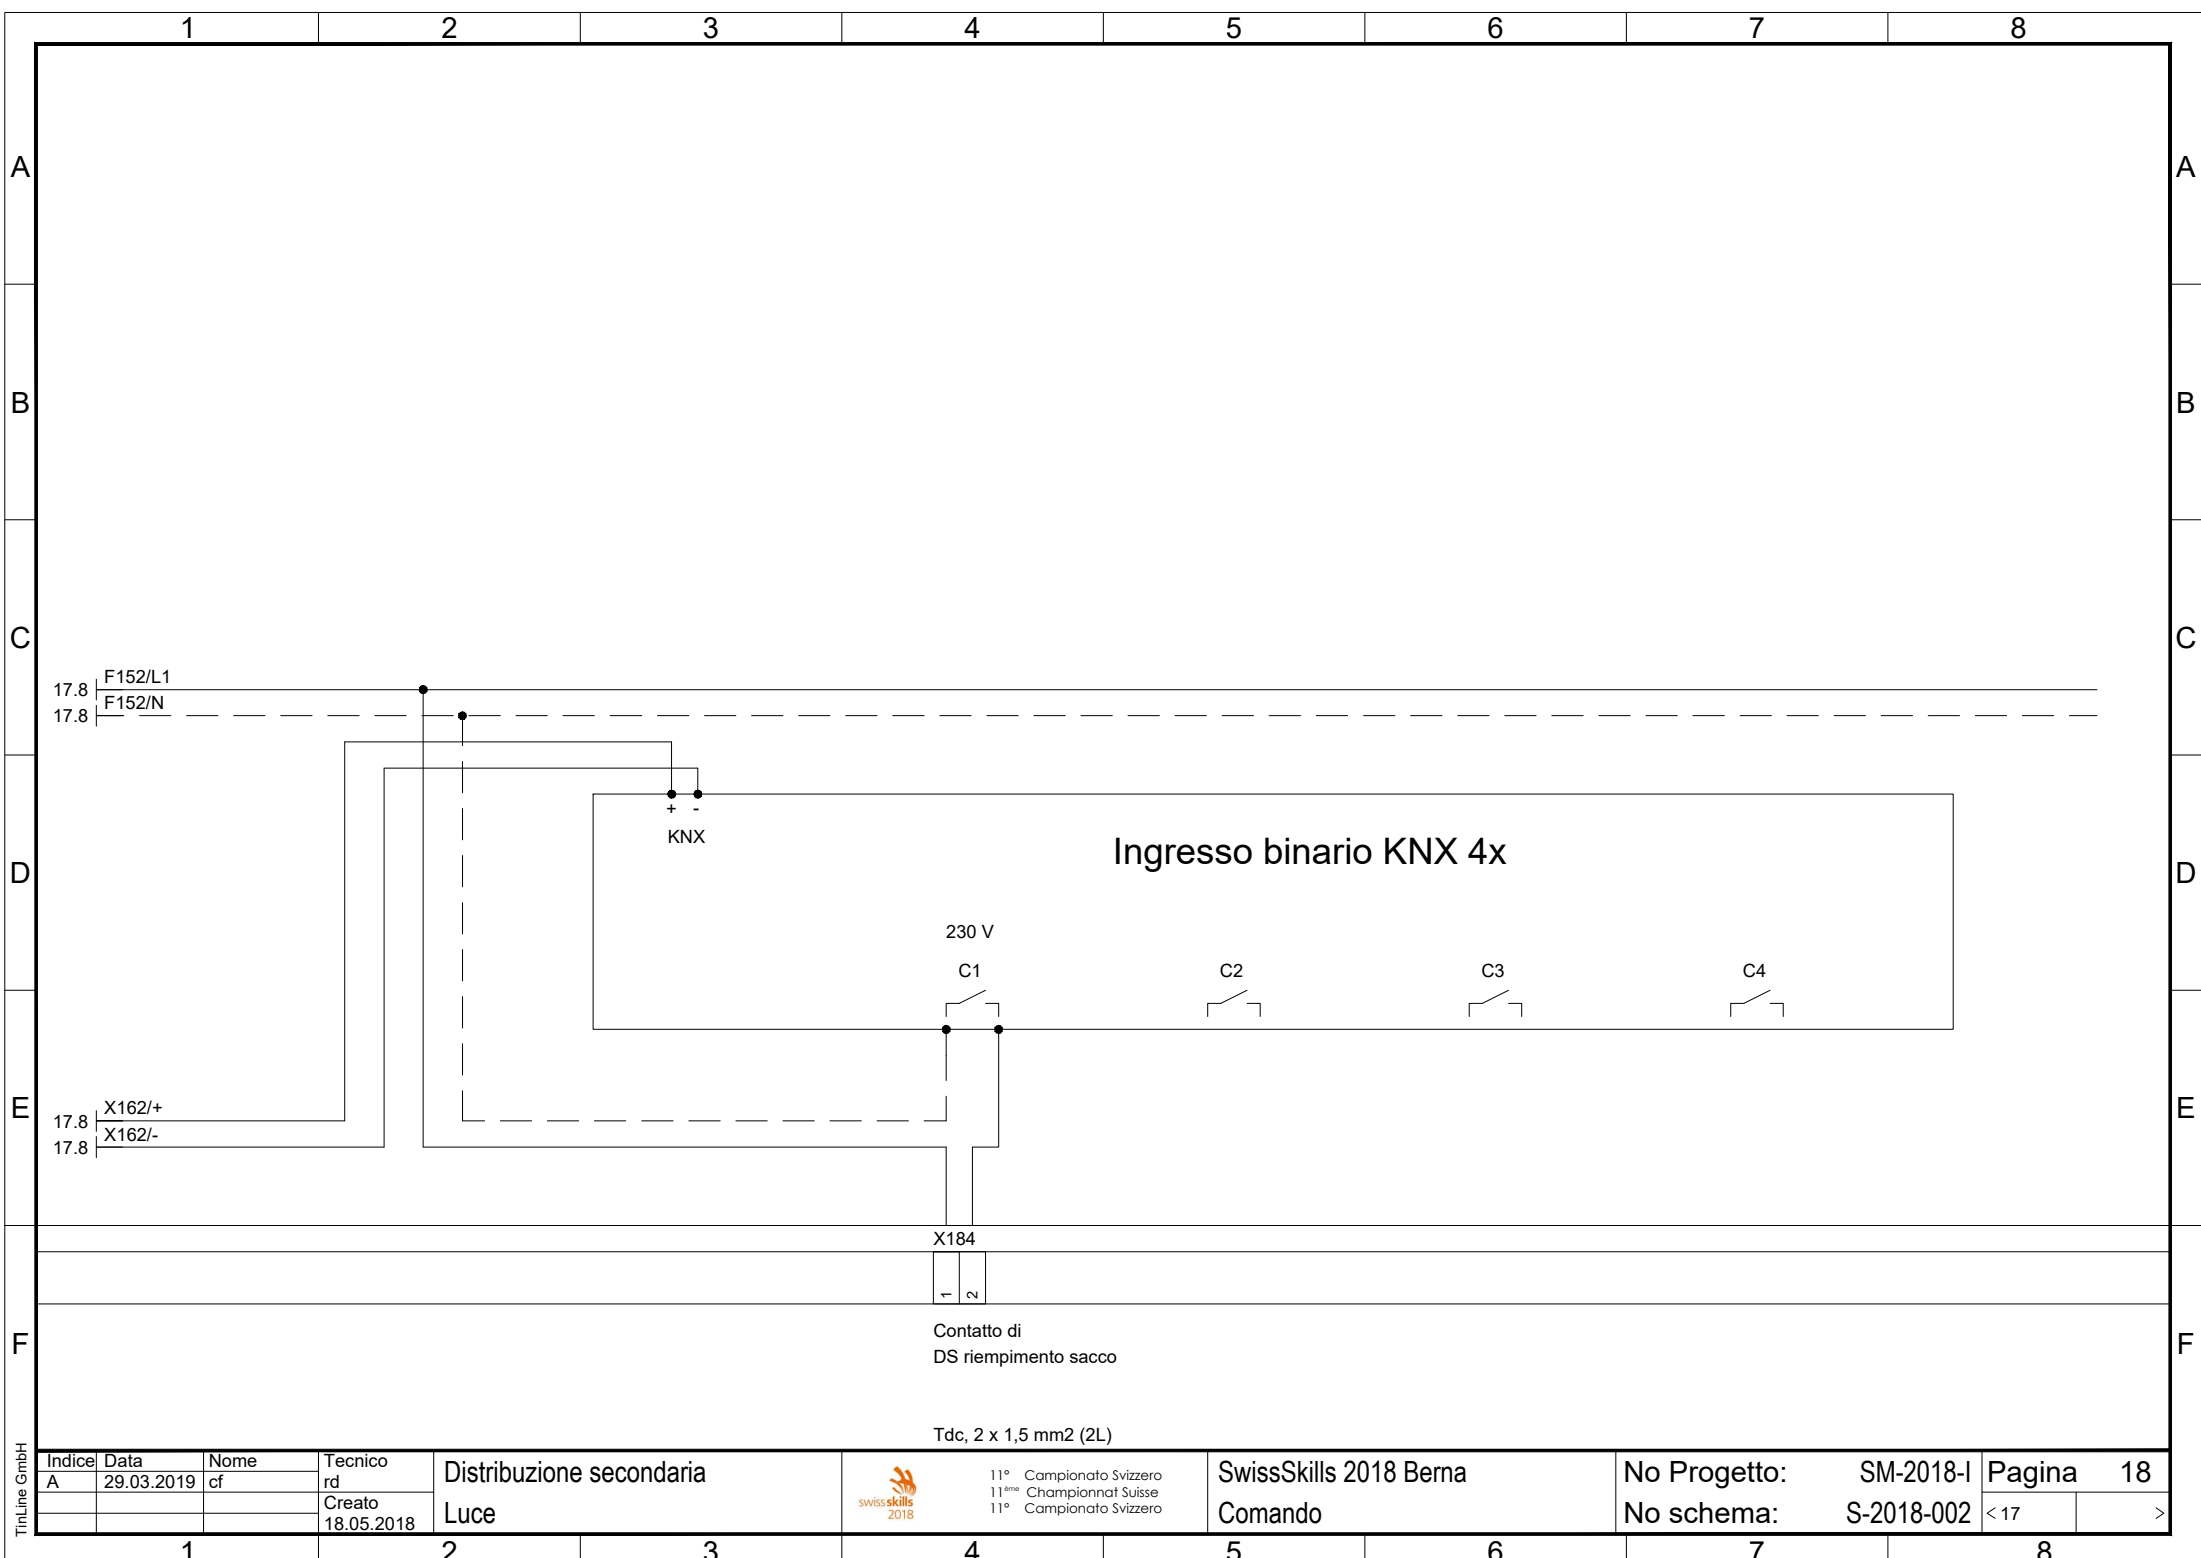 1 2 3 4 5 6 7 8
A A
B B
C C
17.8 F152/L1
17.8 F152/N
+ -
KNX
Ingresso binario KNX 4x
D D
230 V
C1 C2 C3 C4
E E
17.8 X162/+
17.8 X162/-
X184
1 2
Contatto di
DS riempimento sacco
F F
Tdc, 2 x 1,5 mm2 (2L)
TinLine GmbH
Indice Data Nome Tecnico
A 29.03.2019 cf rd
Creato
18.05.2018
Distribuzione secondaria
Luce
swissskills
2018
11° Campionato Svizzero
11ème Championnat Suisse
11° Campionato Svizzero
SwissSkills 2018 Berna
Comando
No Progetto: SM-2018-I
No schema: S-2018-002
Pagina 18
< 17 >
1 2 3 4 5 6 7 8